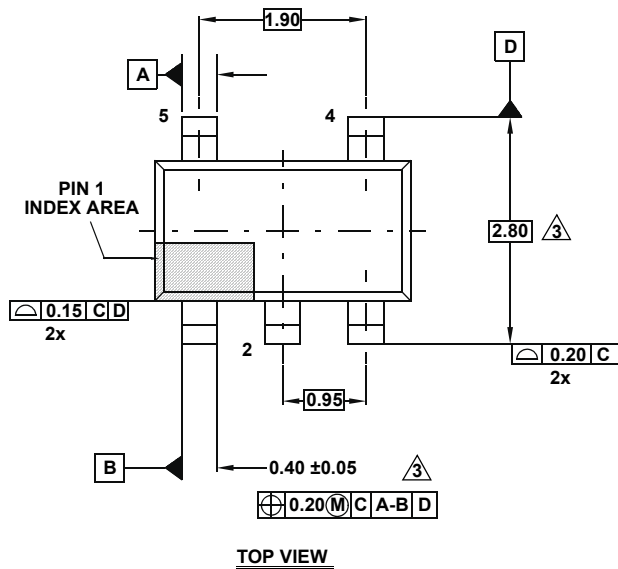 1.90
D
A
5
4
PIN 1
INDEX AREA
2.80
3
0.15 C D
2x
2
0.20 C
2x
0.95
B
0.40 ±0.05
3
0.20 M C A-B D
TOP VIEW